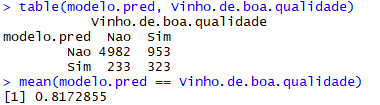 > table(modelo.pred, Vinho.de.boa.qualidade)
Vinho.de.boa.qualidade
modelo.pred Nao Sim
Nao 4982 953
Sim 233 323
> mean(modelo.pred == Vinho.de.boa.qualidade)
[1] 0.8172855